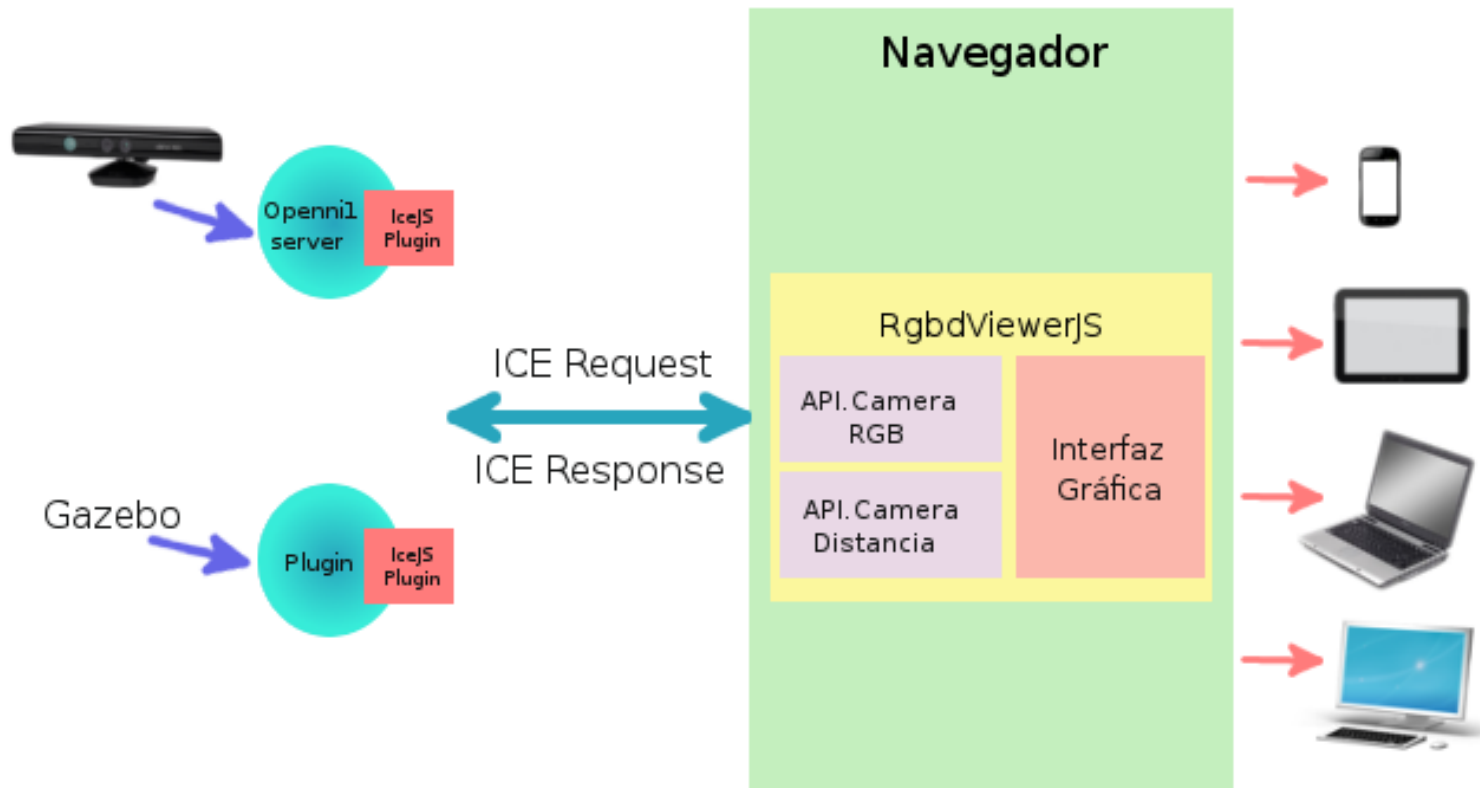 Navegador
Openni1
server
IceJS
Plugin
RgbdViewerJS
ICE Request
API.Camera
RGB
Interfaz
Gráfica
ICE Response
API.Camera
Distancia
Gazebo
Plugin
IceJS
Plugin